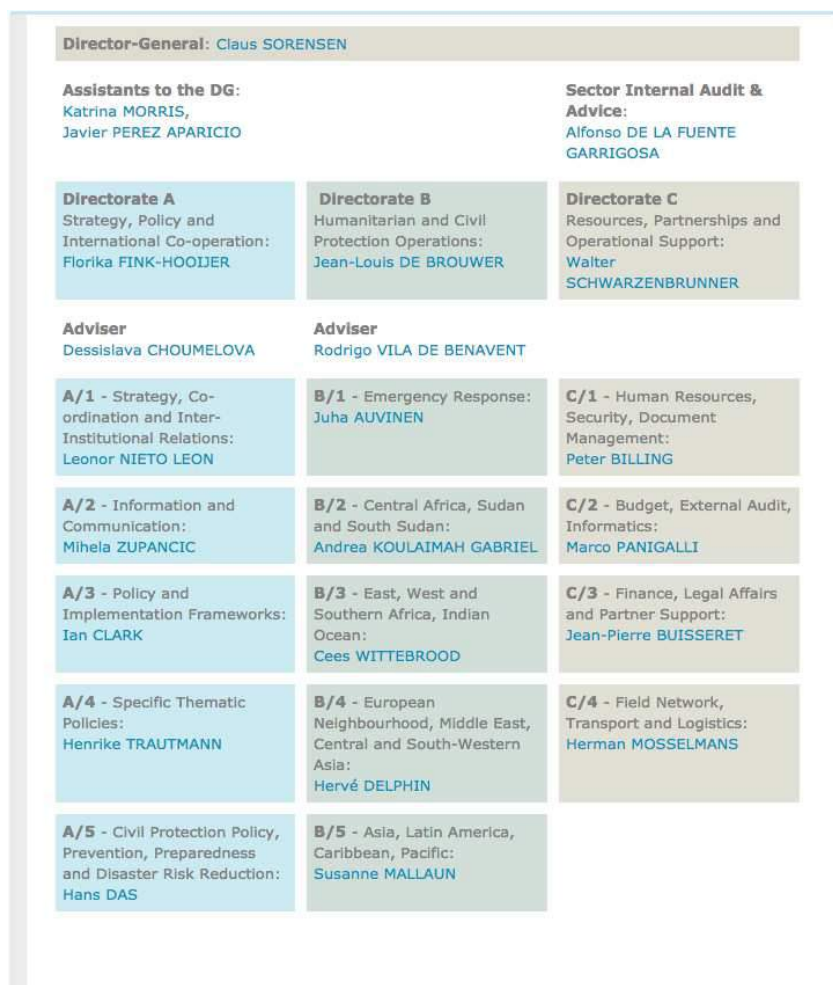 Director-General: Claus SORENSEN
Assistants to the DG:
Katrina MORRIS,
Javier PEREZ APARICIO
Sector Internal Audit &
Advice:
Alfonso DE LA FUENTE
GARRIGOSA
Directorate A
Strategy, Policy and
International Co-operation:
Florika FINK-HOOIJER
Directorate B
Humanitarian and Civil
Protection Operations:
Jean-Louis DE BROUWER
Directorate C
Resources, Partnerships and
Operational Support:
Walter
SCHWARZENBRUNNER
Adviser
Dessislava CHOUMELOVA
Adviser
Rodrigo VILA DE BENAVENT
A/1 - Strategy, Co-
ordination and Inter-
Institutional Relations:
Leonor NIETO LEON
B/1 - Emergency Response:
Juha AUVINEN
C/1 - Human Resources,
Security, Document
Management:
Peter BILLING
A/2 - Information and
Communication:
Mihela ZUPANCIC
B/2 - Central Africa, Sudan
and South Sudan:
Andrea KOULAIMAH GABRIEL
C/2 - Budget, External Audit,
Informatics:
Marco PANIGALLI
A/3 - Policy and
Implementation Frameworks:
Ian CLARK
B/3 - East, West and
Southern Africa, Indian
Ocean:
Cees WITTEBROOD
C/3 - Finance, Legal Affairs
and Partner Support:
Jean-Pierre BUISSERET
A/4 - Specific Thematic
Policies:
Henrike TRAUTMANN
B/4 - European
Neighbourhood, Middle East,
Central and South-Western
Asia:
Hervé DELPHIN
C/4 - Field Network,
Transport and Logistics:
Herman MOSSELMANS
A/5 - Civil Protection Policy,
Prevention, Preparedness
and Disaster Risk Reduction:
Hans DAS
B/5 - Asia, Latin America,
Caribbean, Pacific:
Susanne MALLAUN